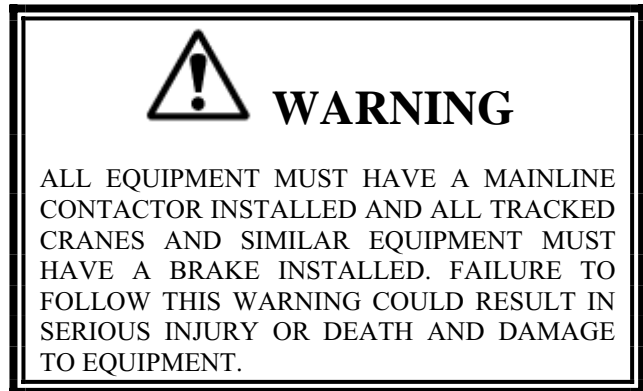 WARNING
ALL EQUIPMENT MUST HAVE A MAINLINE
CONTACTOR INSTALLED AND ALL TRACKED
CRANES AND SIMILAR EQUIPMENT MUST
HAVE A BRAKE INSTALLED. FAILURE TO
FOLLOW THIS WARNING COULD RESULT IN
SERIOUS INJURY OR DEATH AND DAMAGE
TO EQUIPMENT.